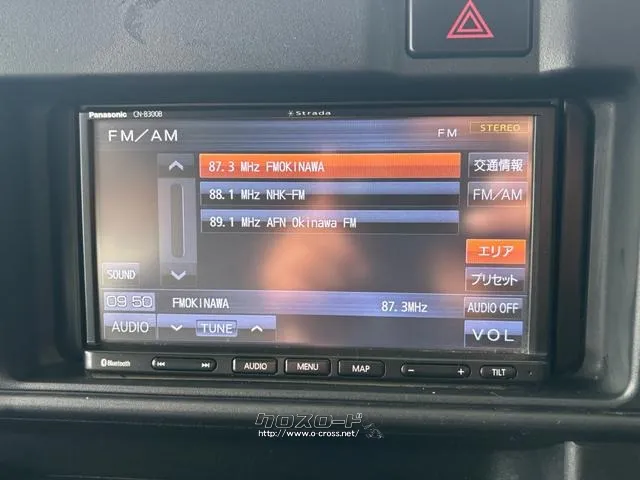 Panasonic CN-B300B Strada
FM/AM FM STEREO
87.3 MHz FMOKINAWA 交通情報
88.1 MHz NHK-FM FM/AM
89.1 MHz AFN Okinawa FM
エリア
SOUND プリセット
09 50 FMOKINAWA 87.3MHz AUDIO OFF
AUDIO TUNE VOL
Bluetooth AUDIO MENU MAP − + TILT
クロスロード
http://www.o-cross.net/